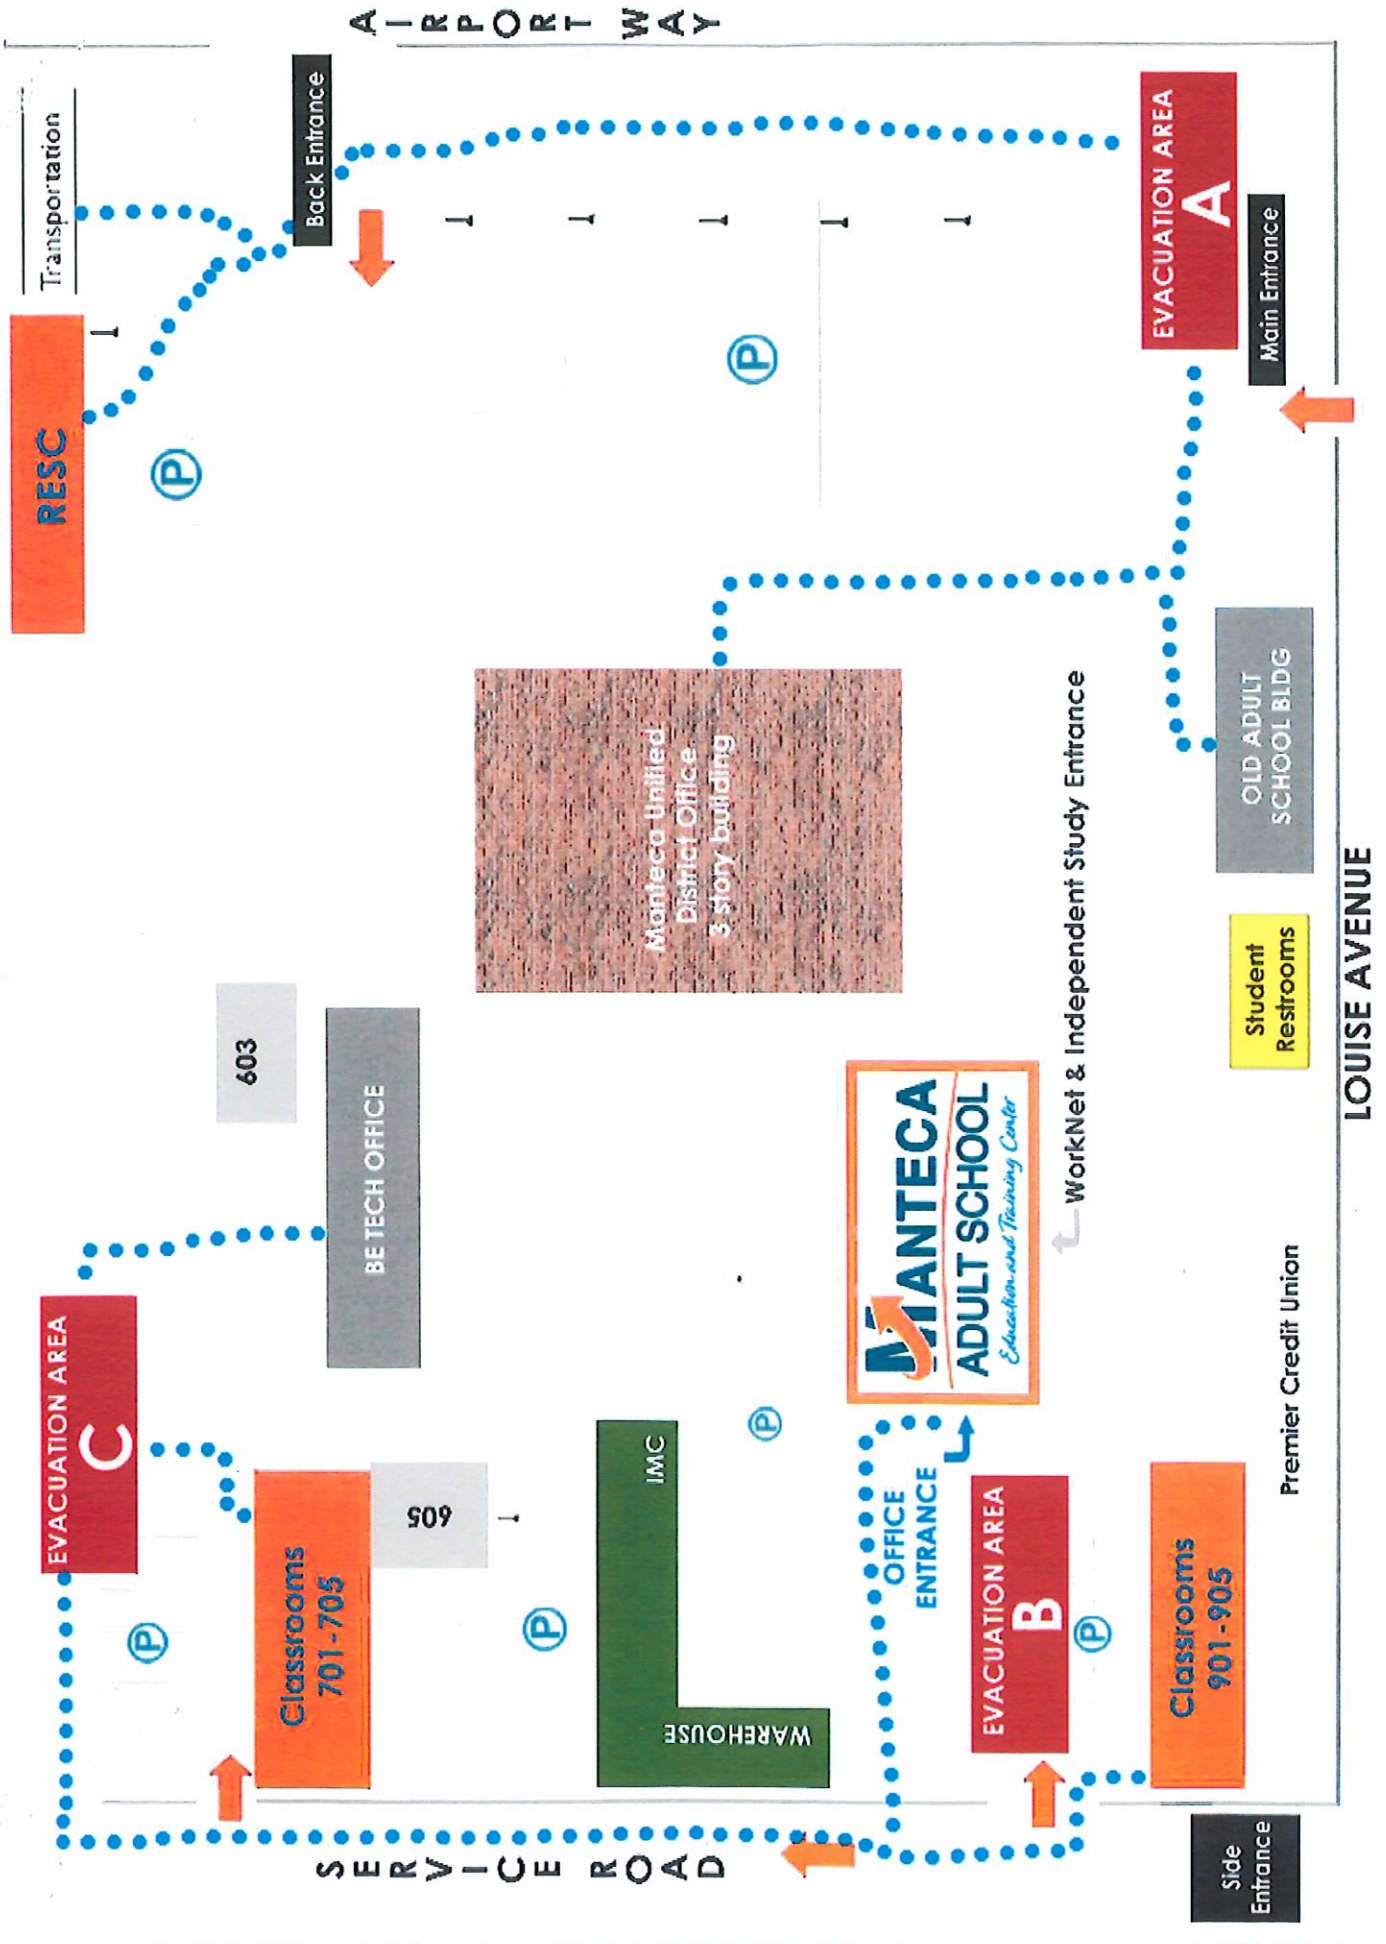 EVACUATION AREA
C
RESC
Transportation
P
P
Classrooms
701-705
603
BE TECH OFFICE
Back Entrance
605
SERVICE ROAD
AIRPORT WAY
P
IMC
WAREHOUSE
Manteca Unified
District Office
3 story building
P
P
OFFICE
ENTRANCE
MANTECA
ADULT SCHOOL
Education and Training Center
EVACUATION AREA
B
WorkNet & Independent Study Entrance
P
Classrooms
901-905
EVACUATION AREA
A
Side
Entrance
Premier Credit Union
Student
Restrooms
OLD ADULT
SCHOOL BLDG
Main Entrance
LOUISE AVENUE